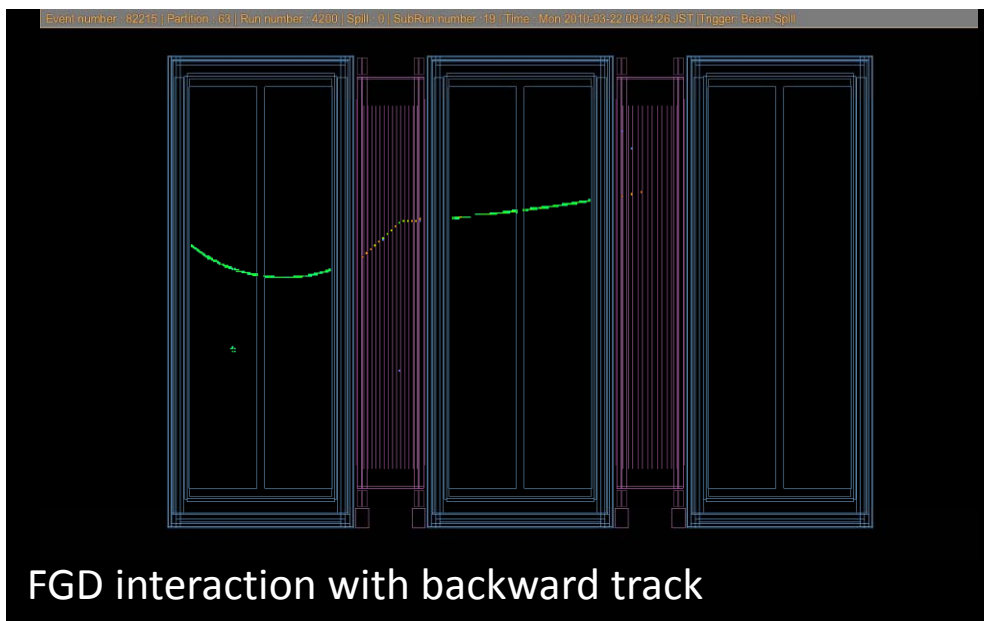 Event number : 82215 | Partition : 63 | Run number : 4200 | Spill : 0 | SubRun number :19 | Time : Mon 2010-03-22 09:04:26 JST |Trigger: Beam Spill
FGD interaction with backward track